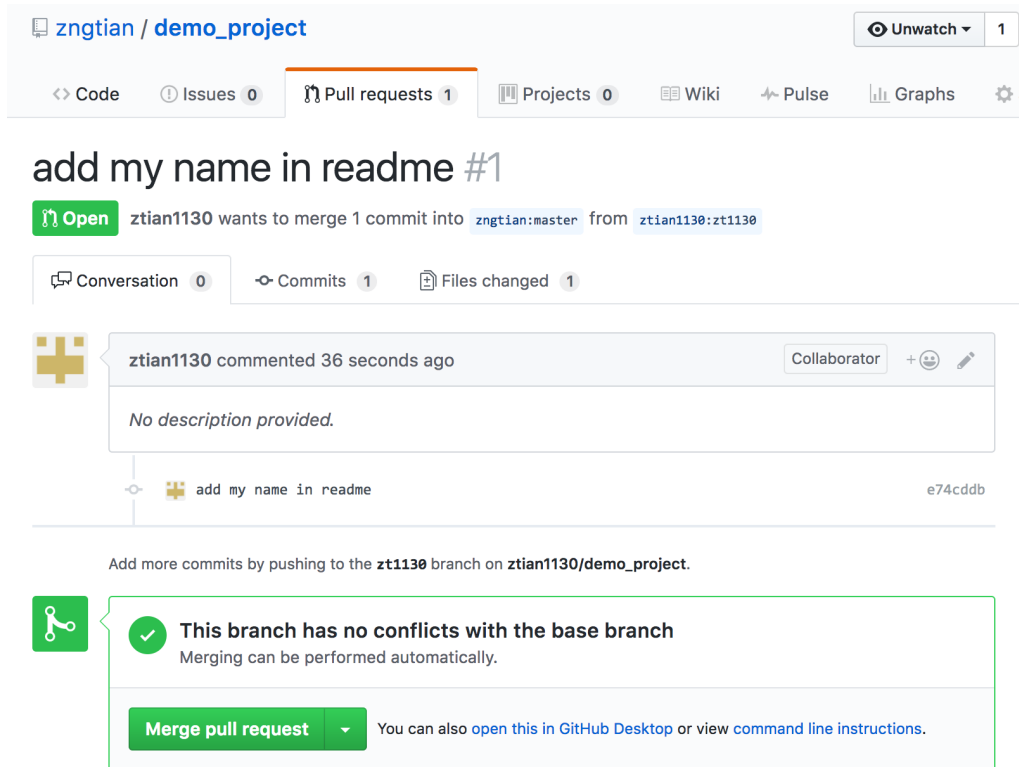 zngtian / demo_project
Unwatch 1
Code Issues 0 Pull requests 1 Projects 0 Wiki Pulse Graphs
add my name in readme #1
Open ztian1130 wants to merge 1 commit into zngtian:master from ztian1130:zt1130
Conversation 0 Commits 1 Files changed 1
ztian1130 commented 36 seconds ago Collaborator +
No description provided.
add my name in readme e74cddb
Add more commits by pushing to the zt1130 branch on ztian1130/demo_project.
This branch has no conflicts with the base branch
Merging can be performed automatically.
Merge pull request You can also open this in GitHub Desktop or view command line instructions.